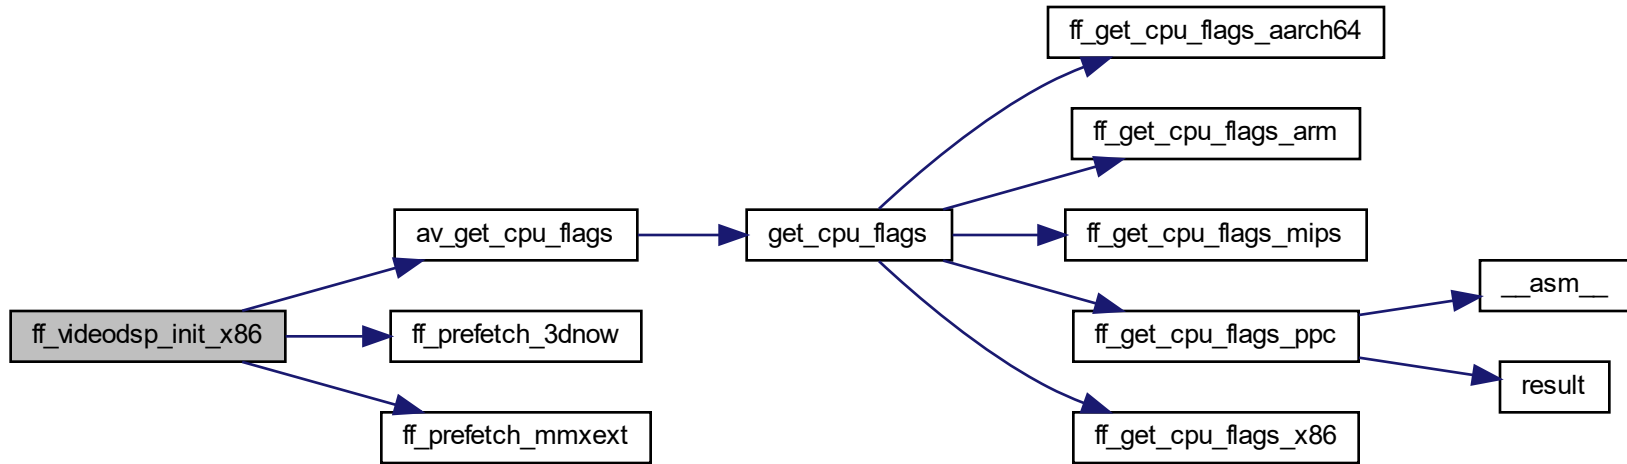 ff_get_cpu_flags_aarch64
ff_get_cpu_flags_arm
av_get_cpu_flags
get_cpu_flags
ff_get_cpu_flags_mips
__asm__
ff_videodsp_init_x86
ff_prefetch_3dnow
ff_get_cpu_flags_ppc
result
ff_prefetch_mmxext
ff_get_cpu_flags_x86